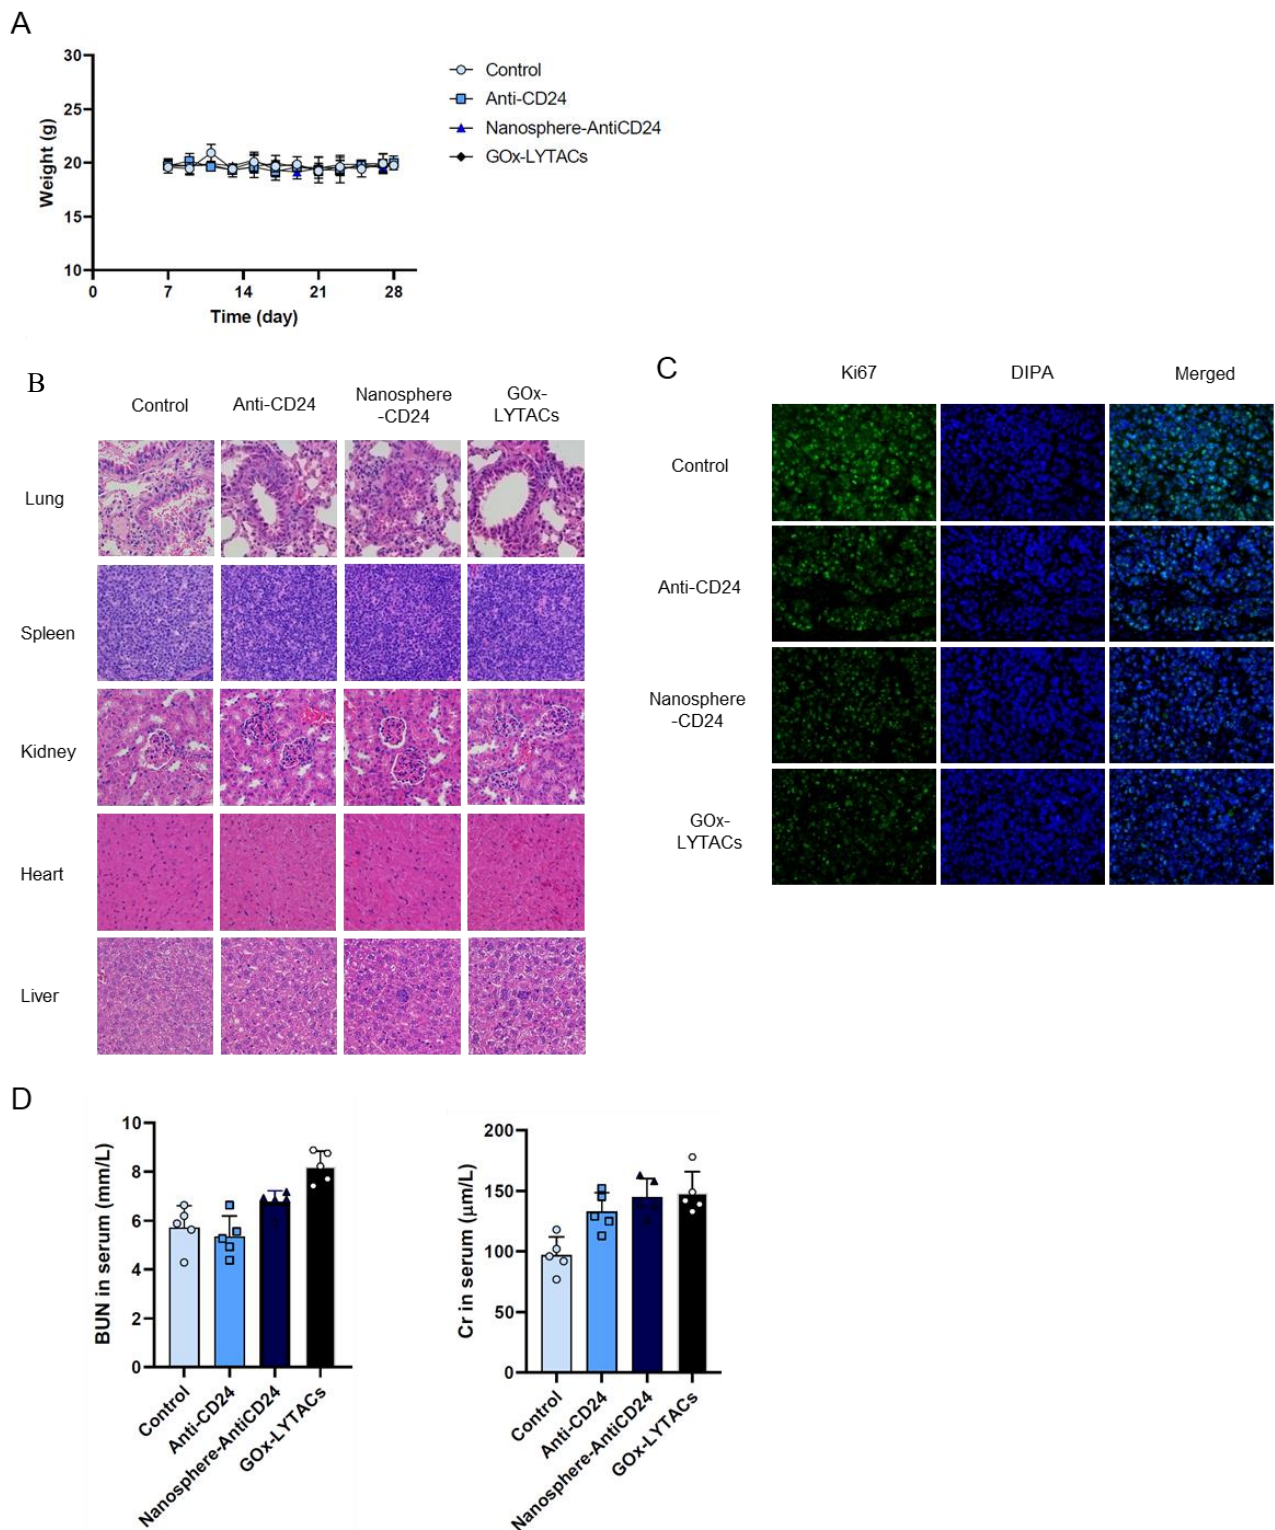 A
30
25
20
15
10
Weight (g)
0
7
14
21
28
Time (day)
Control
Anti-CD24
Nanosphere-AntiCD24
GOx-LYTACs
B
Control
Anti-CD24
Nanosphere
-CD24
GOx-
LYTACs
Lung
Spleen
Kidney
Heart
Liver
C
Ki67
DIPA
Merged
Control
Anti-CD24
Nanosphere
-CD24
GOx-
LYTACs
D
10
8
6
4
2
0
BUN in serum (mm/L)
Control
Anti-CD24
Nanosphere-AntiCD24
GOx-LYTACs
200
150
100
50
0
Cr in serum (μm/L)
Control
Anti-CD24
Nanosphere-AntiCD24
GOx-LYTACs